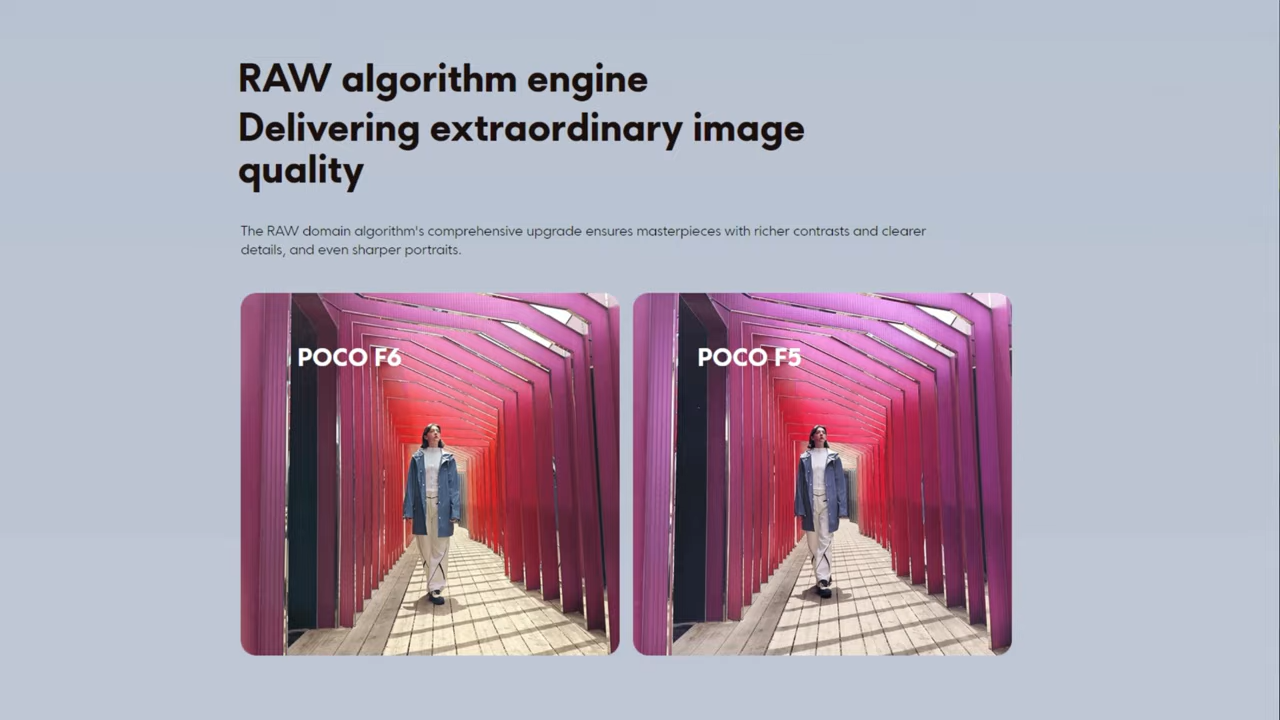 RAW algorithm engine
Delivering extraordinary image
quality
The RAW domain algorithm's comprehensive upgrade ensures masterpieces with richer contrasts and clearer
details, and even sharper portraits.
POCO F6
POCO F5